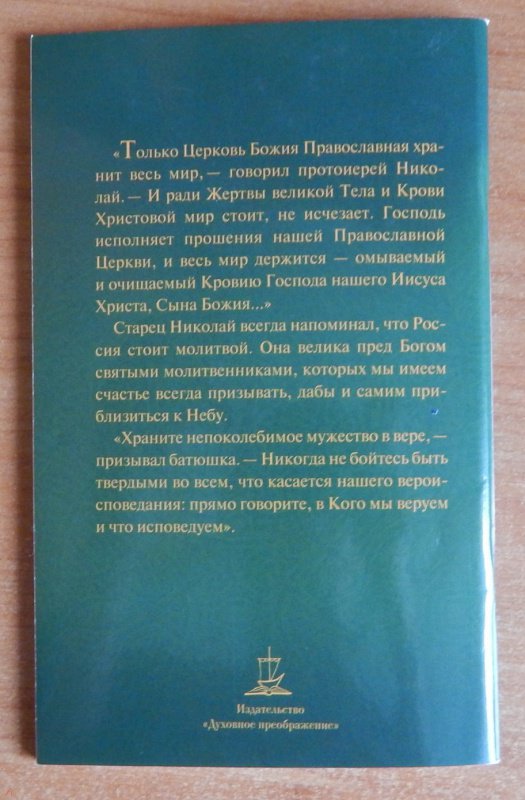 «Только Церковь Божия Православная хра-
нит весь мир, — говорил протоиерей Нико-
лай. — И ради Жертвы великой Тела и Крови
Христовой мир стоит, не исчезает. Господь
исполняет прошения нашей Православной
Церкви, и весь мир держится — омываемый
и очищаемый Кровию Господа нашего Иисуса
Христа, Сына Божия...»
Старец Николай всегда напоминал, что Рос-
сия стоит молитвой. Она велика пред Богом
святыми молитвенниками, которых мы имеем
счастье всегда призывать, дабы и самим при-
близиться к Небу.
«Храните непоколебимое мужество в вере, —
призывал батюшка. — Никогда не бойтесь быть
твердыми во всем, что касается нашего верои-
споведания: прямо говорите, в Кого мы веруем
и что исповедуем».
Издательство
«Духовное преображение»